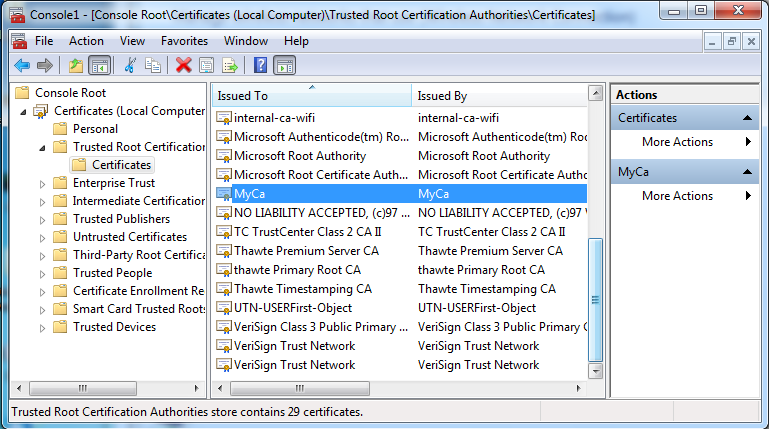 Console1 - [Console Root\Certificates (Local Computer)\Trusted Root Certification Authorities\Certificates]
File Action View Favorites Window Help
Console Root
Certificates (Local Computer
Personal
Trusted Root Certification
Certificates
Enterprise Trust
Intermediate Certification
Trusted Publishers
Untrusted Certificates
Third-Party Root Certificati
Trusted People
Certificate Enrollment Re
Smart Card Trusted Roots
Trusted Devices
Issued To Issued By
internal-ca-wifi internal-ca-wifi
Microsoft Authenticode(tm) Ro... Microsoft Authenticode(tm) Root
Microsoft Root Authority Microsoft Root Authority
Microsoft Root Certificate Auth... Microsoft Root Certificate Authori
MyCa MyCa
NO LIABILITY ACCEPTED, (c)97 ... NO LIABILITY ACCEPTED, (c)97 V
TC TrustCenter Class 2 CA II TC TrustCenter Class 2 CA II
Thawte Premium Server CA Thawte Premium Server CA
thawte Primary Root CA thawte Primary Root CA
Thawte Timestamping CA Thawte Timestamping CA
UTN-USERFirst-Object UTN-USERFirst-Object
VeriSign Class 3 Public Primary ... VeriSign Class 3 Public Primary Ce
VeriSign Trust Network VeriSign Trust Network
VeriSign Trust Network VeriSign Trust Network
Actions
Certificates
More Actions
MyCa
More Actions
Trusted Root Certification Authorities store contains 29 certificates.